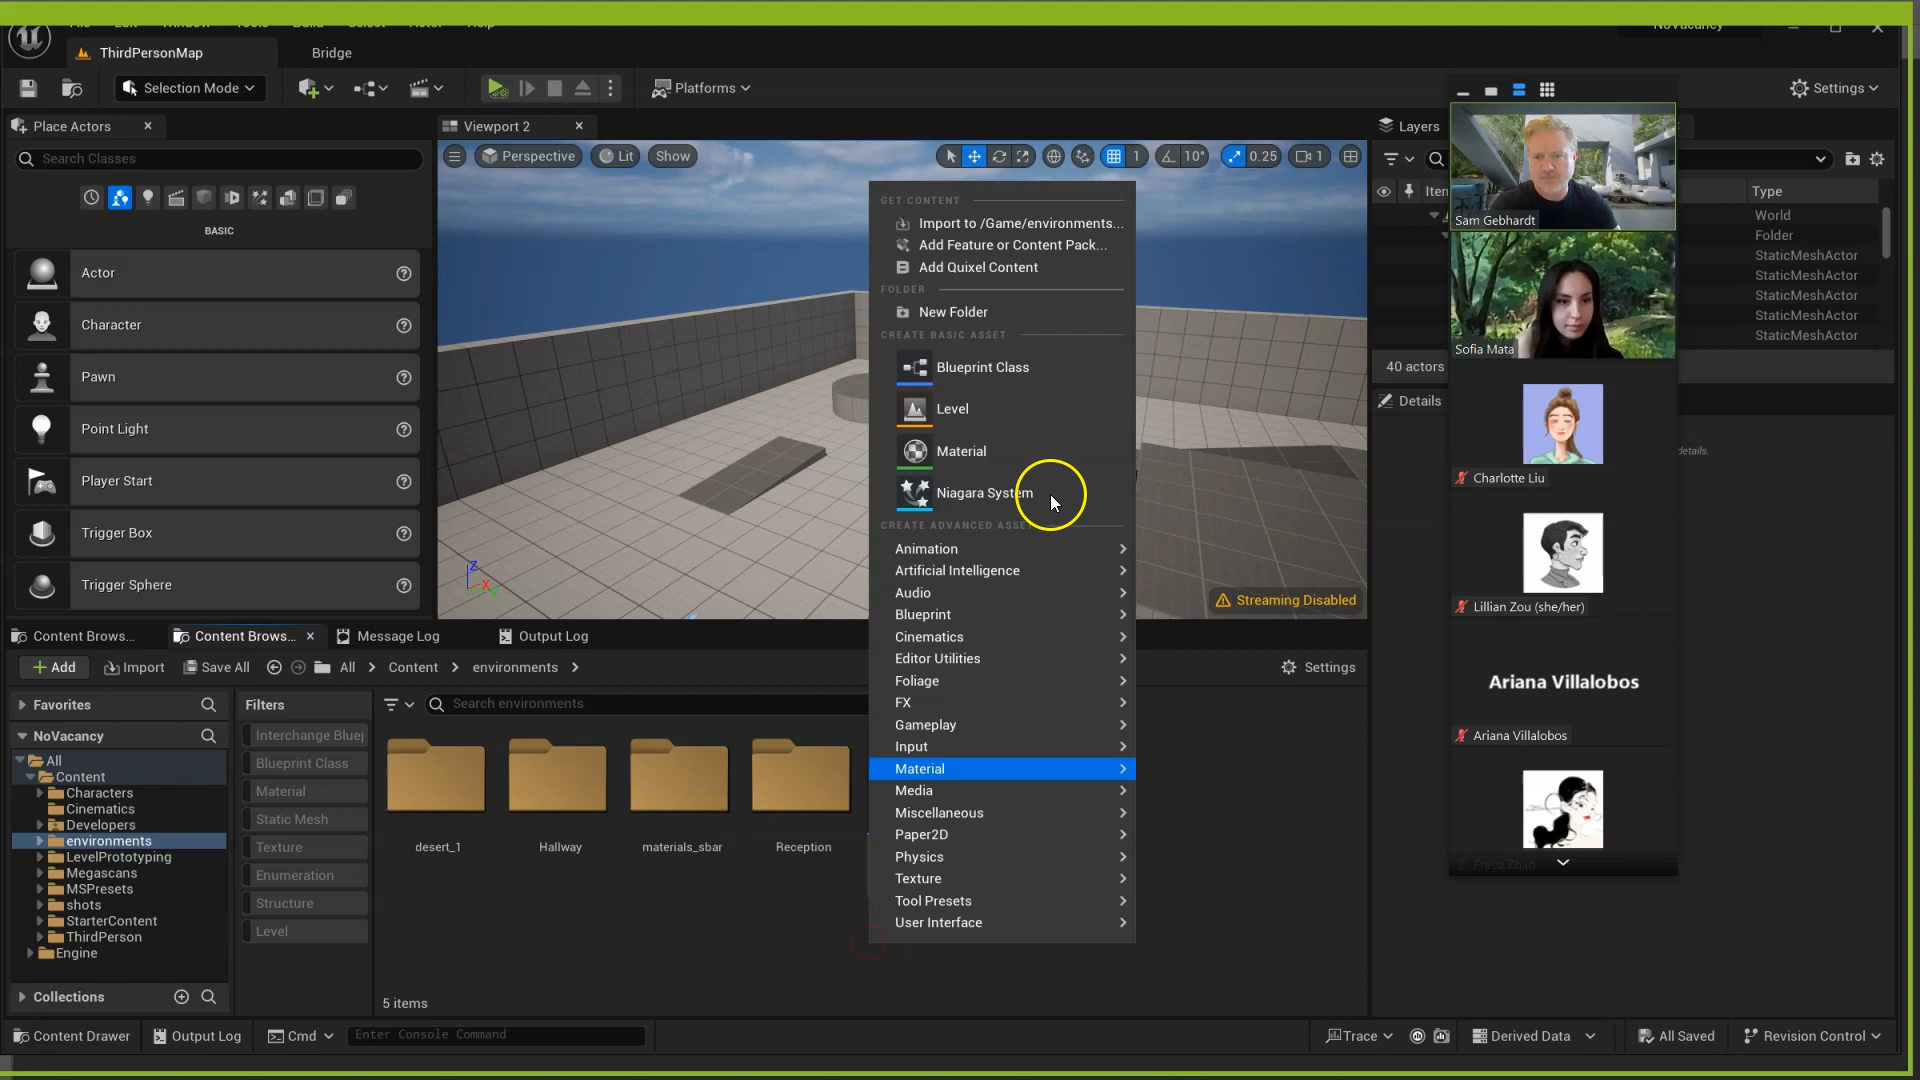 NoVacancy
ThirdPersonMap
Bridge
Selection Mode
Platforms
Settings
Place Actors
Viewport 2
Layers
Search Classes
Perspective
Lit
Show
1
10°
0.25
1
BASIC
Actor
Character
Pawn
Point Light
Player Start
Trigger Box
Trigger Sphere
Z
X
Streaming Disabled
GET CONTENT
Import to /Game/environments...
Add Feature or Content Pack...
Add Quixel Content
FOLDER
New Folder
CREATE BASIC ASSET
Blueprint Class
Level
Material
Niagara System
CREATE ADVANCED ASSET
Animation
Artificial Intelligence
Audio
Blueprint
Cinematics
Editor Utilities
Foliage
FX
Gameplay
Input
Material
Media
Miscellaneous
Paper2D
Physics
Texture
Tool Presets
User Interface
Type
World
Folder
StaticMeshActor
StaticMeshActor
StaticMeshActor
StaticMeshActor
StaticMeshActor
40 actors
Details
details.
Sam Gebhardt
Sofia Mata
Charlotte Liu
Lillian Zou (she/her)
Ariana Villalobos
Ariana Villalobos
Freya Zhao
Content Brows...
Content Brows...
Message Log
Output Log
Add
Import
Save All
All
Content
environments
Settings
Favorites
Filters
Search environments
NoVacancy
All
Content
Characters
Cinematics
Developers
environments
LevelPrototyping
Megascans
MSPresets
shots
StarterContent
ThirdPerson
Engine
Collections
Interchange Bluep
Blueprint Class
Material
Static Mesh
Texture
Enumeration
Structure
Level
desert_1
Hallway
materials_sbar
Reception
5 items
Content Drawer
Output Log
Cmd
Enter Console Command
Trace
Derived Data
All Saved
Revision Control